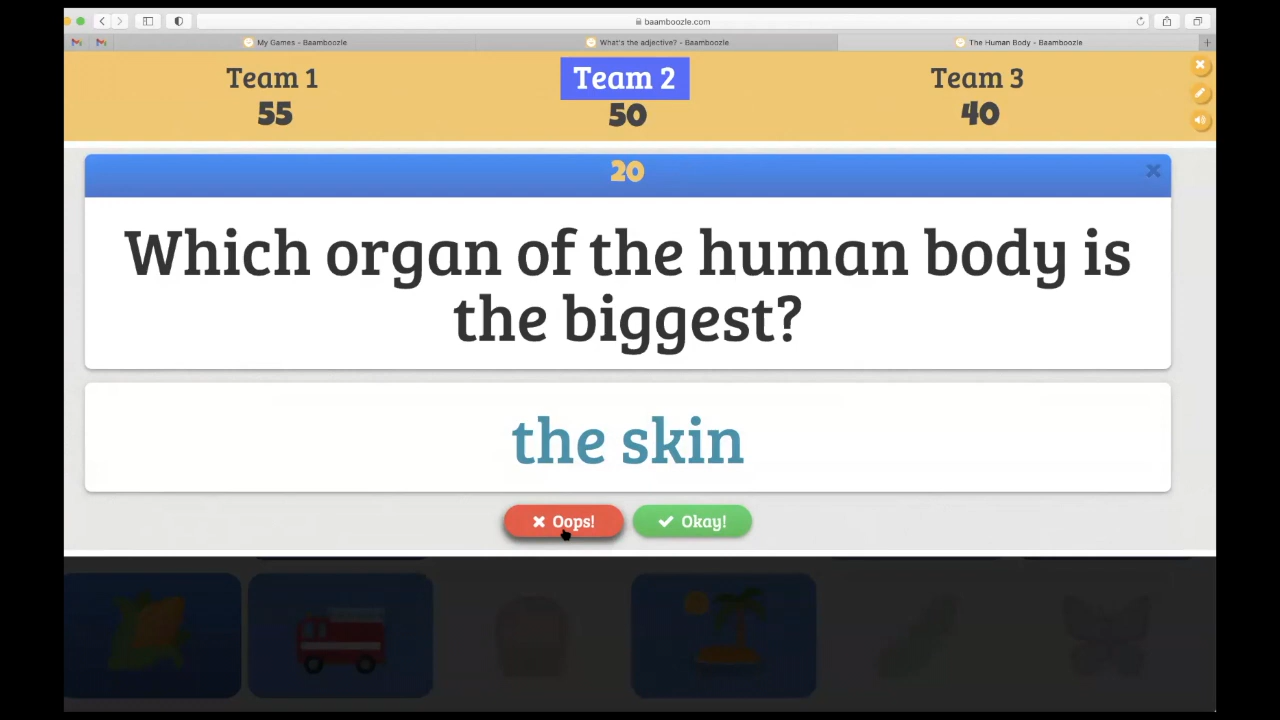 baamboozle.com
My Games - Baamboozle
What's the adjective? - Baamboozle
The Human Body - Baamboozle
Team 1
Team 2
Team 3
55
50
40
20
Which organ of the human body is
the biggest?
the skin
Oops!
Okay!